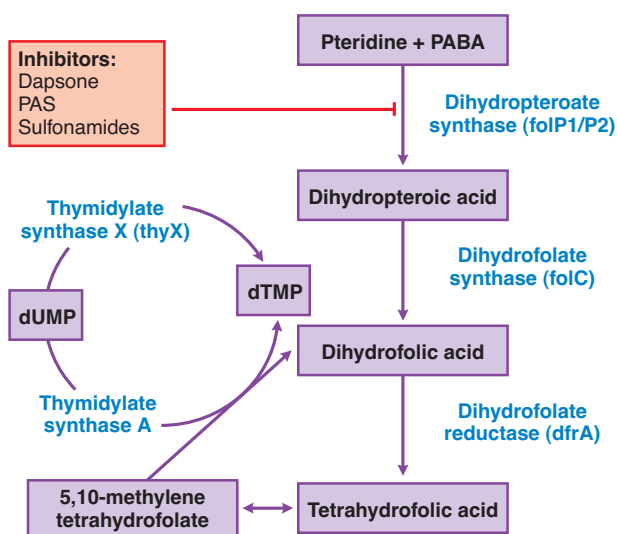 Pteridine + PABA
Inhibitors:
Dapsone
PAS
Sulfonamides
Dihydropteroate
synthase (folP1/P2)
Dihydropteroic acid
Thymidylate
synthase X (thyX)
Dihydrofolate
synthase (folC)
dTMP
dUMP
Dihydrofolic acid
Thymidylate
synthase A
Dihydrofolate
reductase (dfrA)
5,10-methylene
tetrahydrofolate
Tetrahydrofolic acid